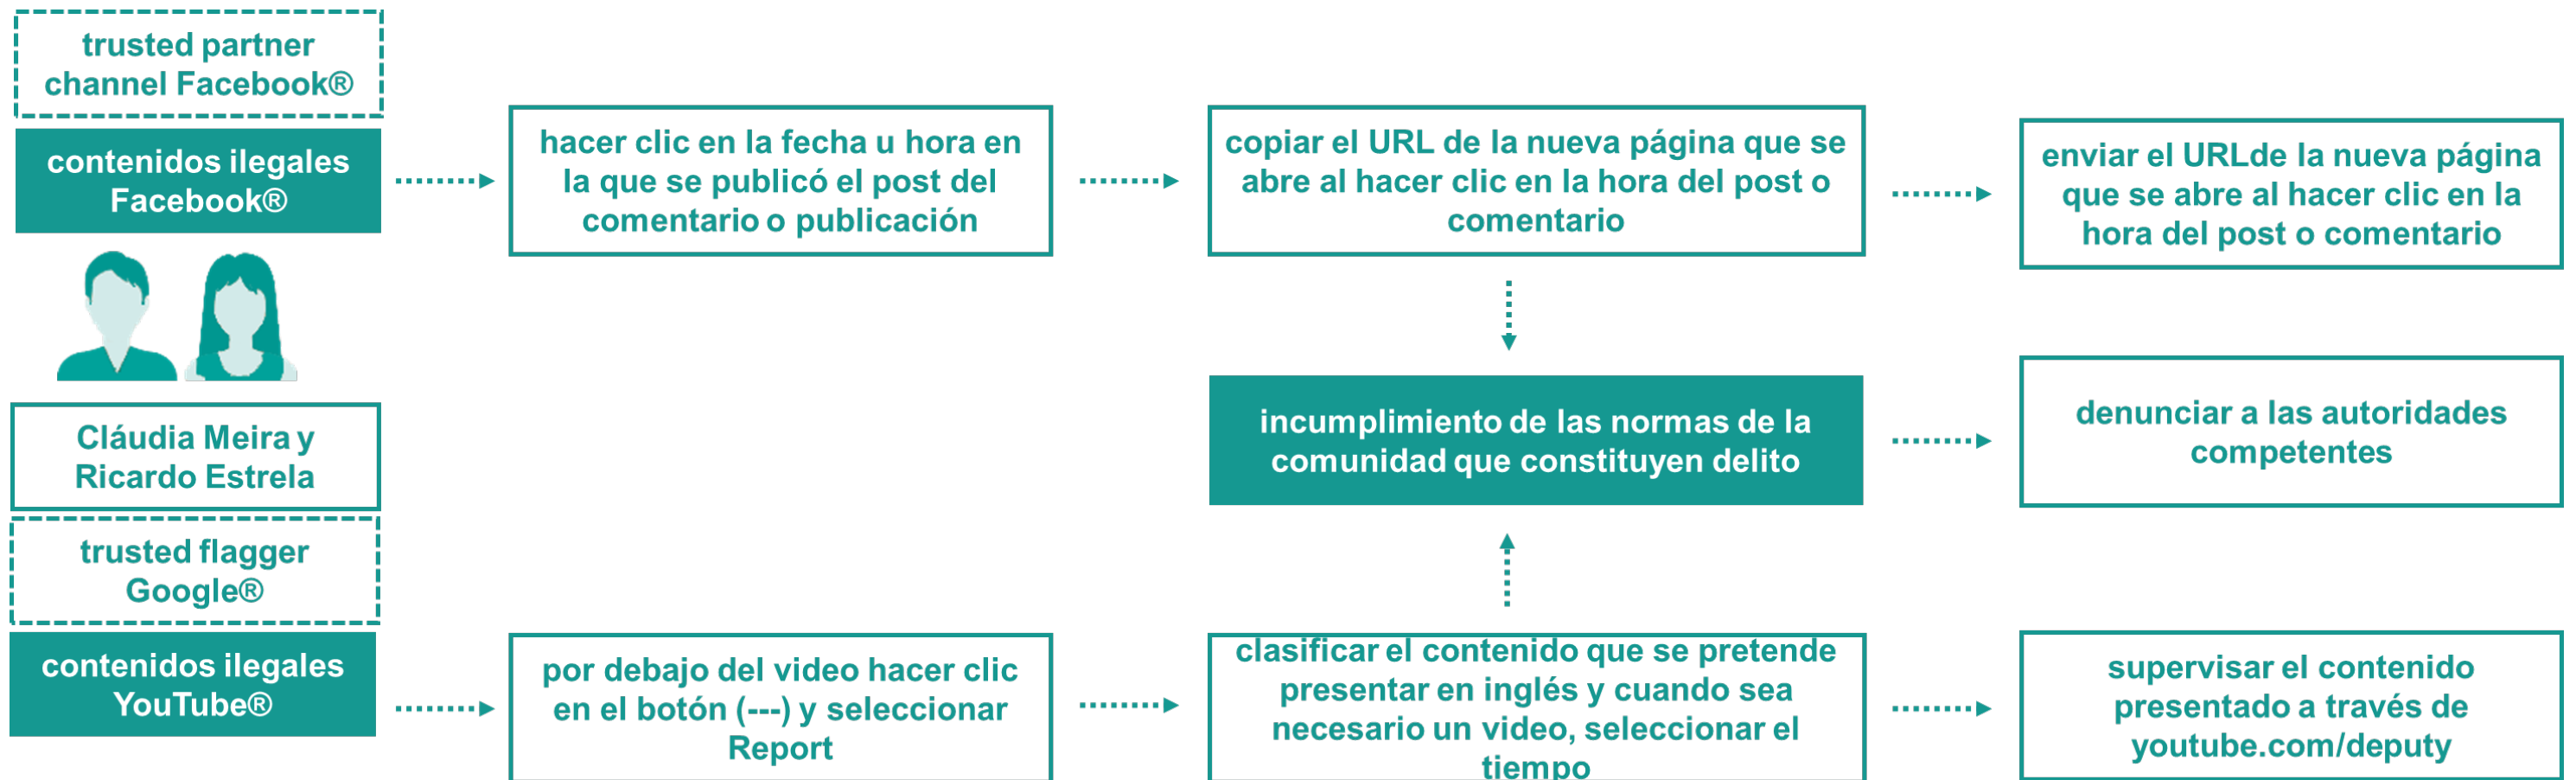 trusted partner
channel Facebook®
contenidos ilegales
Facebook®
hacer clic en la fecha u hora en
la que se publicó el post del
comentario o publicación
copiar el URL de la nueva página que se
abre al hacer clic en la hora del post o
comentario
enviar el URLde la nueva página
que se abre al hacer clic en la
hora del post o comentario
incumplimiento de las normas de la
comunidad que constituyen delito
denunciar a las autoridades
competentes
Cláudia Meira y
Ricardo Estrela
trusted flagger
Google®
contenidos ilegales
YouTube®
por debajo del video hacer clic
en el botón (---) y seleccionar
Report
clasificar el contenido que se pretende
presentar en inglés y cuando sea
necesario un video, seleccionar el
tiempo
supervisar el contenido
presentado a través de
youtube.com/deputy